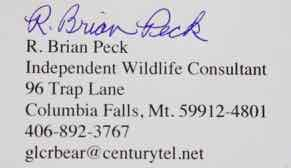 R. Brian Peck
R. Brian Peck
Independent Wildlife Consultant
96 Trap Lane
Columbia Falls, Mt. 59912-4801
406-892-3767
glcrbear@centurytel.net